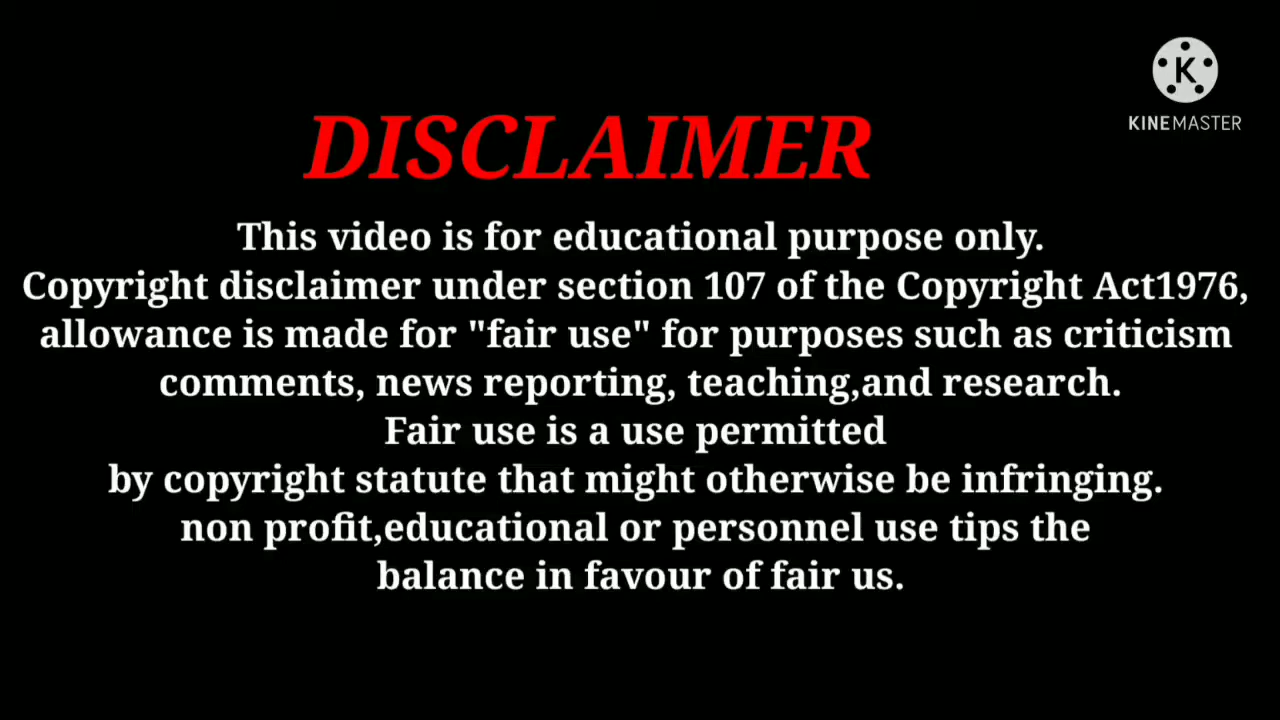 KINEMASTER
DISCLAIMER
This video is for educational purpose only.
Copyright disclaimer under section 107 of the Copyright Act1976,
allowance is made for "fair use" for purposes such as criticism
comments, news reporting, teaching,and research.
Fair use is a use permitted
by copyright statute that might otherwise be infringing.
non profit,educational or personnel use tips the
balance in favour of fair us.